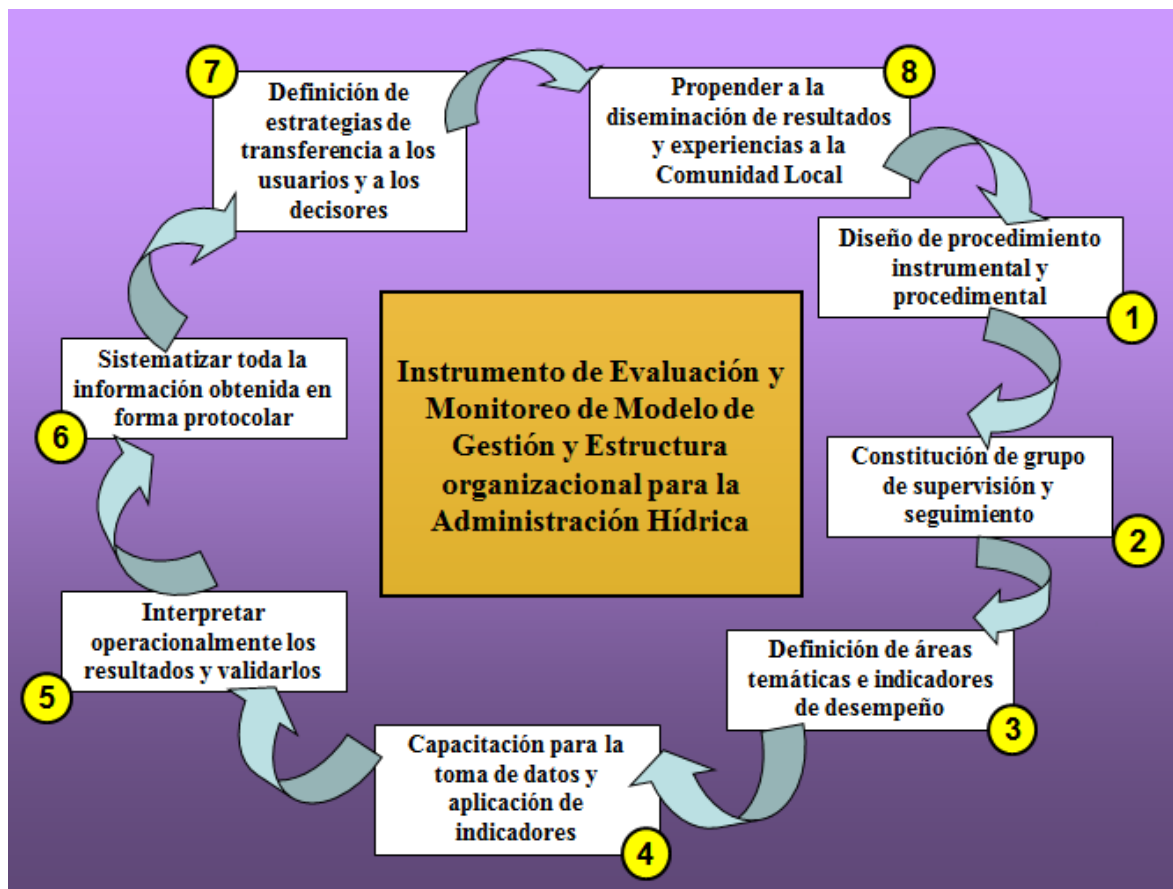 7
Definición de
estrategias de
transferencia a los
usuarios y a los
decisores
8
Propender a la
diseminación de resultados
y experiencias a la
Comunidad Local
Diseño de procedimiento
instrumental y
procedimental
1
Instrumento de Evaluación y
Monitoreo de Modelo de
Gestión y Estructura
organizacional para la
Administración Hídrica
Sistematizar toda la
información obtenida en
forma protocolar
6
Constitución de grupo
de supervisión y
seguimiento
2
Interpretar
operacionalmente los
resultados y validarlos
5
Definición de áreas
temáticas e indicadores
de desempeño
3
Capacitación para la
toma de datos y
aplicación de
indicadores
4